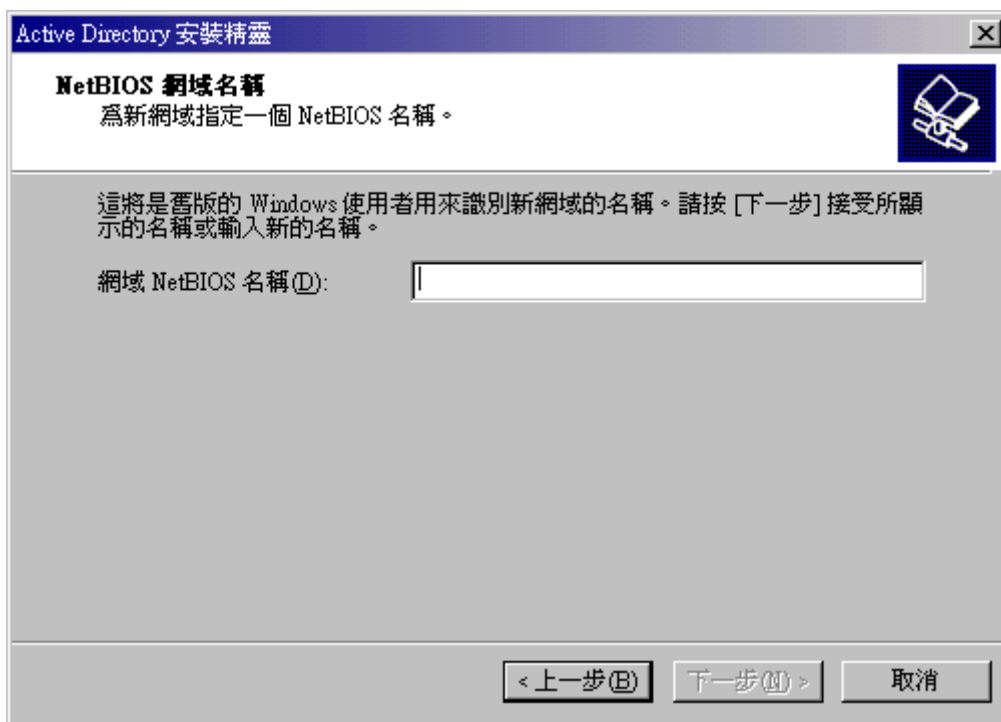 Active Directory 安裝精靈
NetBIOS 網域名稱
為新網域指定一個 NetBIOS 名稱。
這將是舊版的 Windows 使用者用來識別新網域的名稱。請按 [下一步] 接受所顯
示的名稱或輸入新的名稱。
網域 NetBIOS 名稱(D):
< 上一步(B)
下一步(N) >
取消